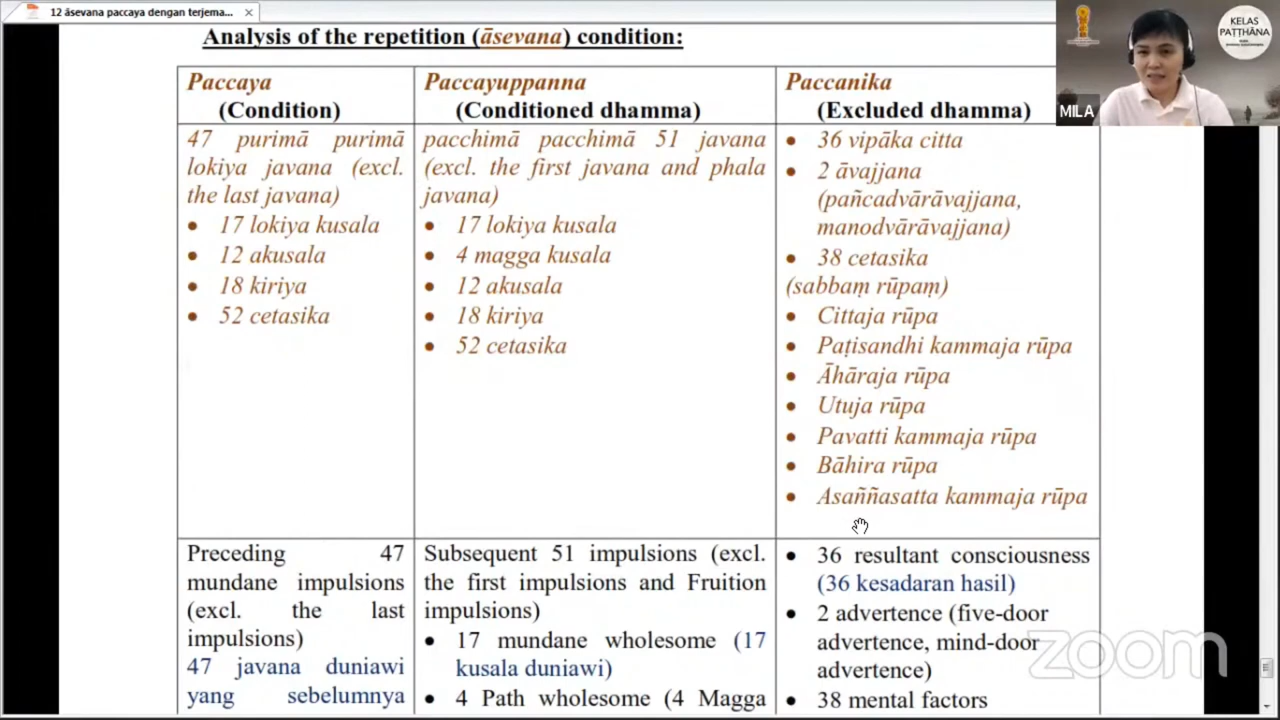 12 āsevana paccaya dengan terjema...
Analysis of the repetition (āsevana) condition:
Paccaya
(Condition)
47 purimā purimā
lokiya javana (excl.
the last javana)
• 17 lokiya kusala
• 12 akusala
• 18 kiriya
• 52 cetasika
Paccayuppanna
(Conditioned dhamma)
pacchimā pacchimā 51 javana
(excl. the first javana and phala
javana)
• 17 lokiya kusala
• 4 magga kusala
• 12 akusala
• 18 kiriya
• 52 cetasika
Paccanika
(Excluded dhamma)
• 36 vipāka citta
• 2 āvajjana
(pañcadvārāvajjana,
manodvārāvajjana)
• 38 cetasika
(sabbaṃ rūpaṃ)
• Cittaja rūpa
• Paṭisandhi kammaja rūpa
• Āhāraja rūpa
• Utuja rūpa
• Pavatti kammaja rūpa
• Bāhira rūpa
• Asaññasatta kammaja rūpa
Preceding 47
mundane impulsions
(excl. the last
impulsions)
47 javana duniawi
yang sebelumnya
Subsequent 51 impulsions (excl.
the first impulsions and Fruition
impulsions)
• 17 mundane wholesome (17
kusala duniawi)
• 4 Path wholesome (4 Magga
• 36 resultant consciousness
(36 kesadaran hasil)
• 2 advertence (five-door
advertence, mind-door
advertence)
• 38 mental factors
MILA
KELAS
PAṬṬHĀNA
zoom